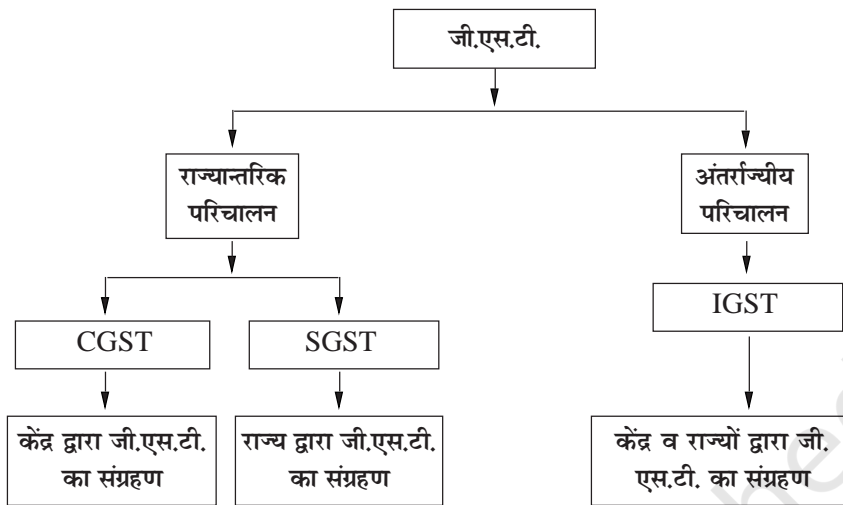 जी.एस.टी.
राज्यान्तरिक
परिचालन
अंतर्राज्यीय
परिचालन
CGST
SGST
IGST
केंद्र द्वारा जी.एस.टी.
का संग्रहण
राज्य द्वारा जी.एस.टी.
का संग्रहण
केंद्र व राज्यों द्वारा जी.
एस.टी. का संग्रहण